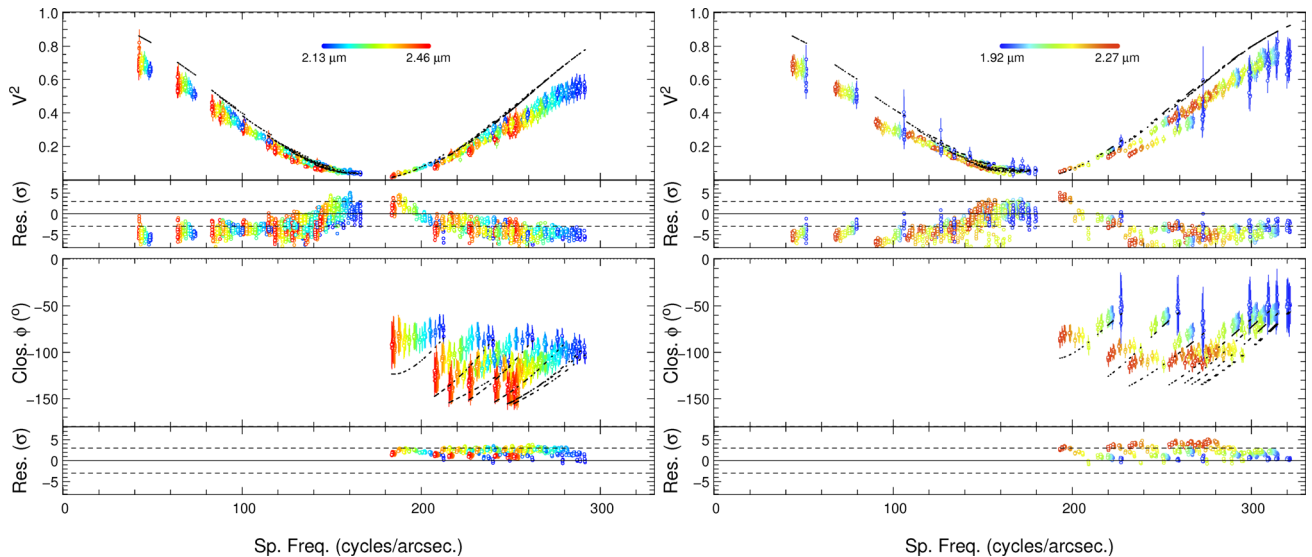 1.0
0.8
0.6
0.4
0.2
V²
2.13 μm
2.46 μm
5
0
−5
Res. (σ)
0
−50
−100
−150
Clos. ϕ (°)
5
0
−5
Res. (σ)
0
100
200
300
Sp. Freq. (cycles/arcsec.)
1.0
0.8
0.6
0.4
0.2
V²
1.92 μm
2.27 μm
5
0
−5
Res. (σ)
0
−50
−100
−150
Clos. ϕ (°)
5
0
−5
Res. (σ)
0
100
200
300
Sp. Freq. (cycles/arcsec.)